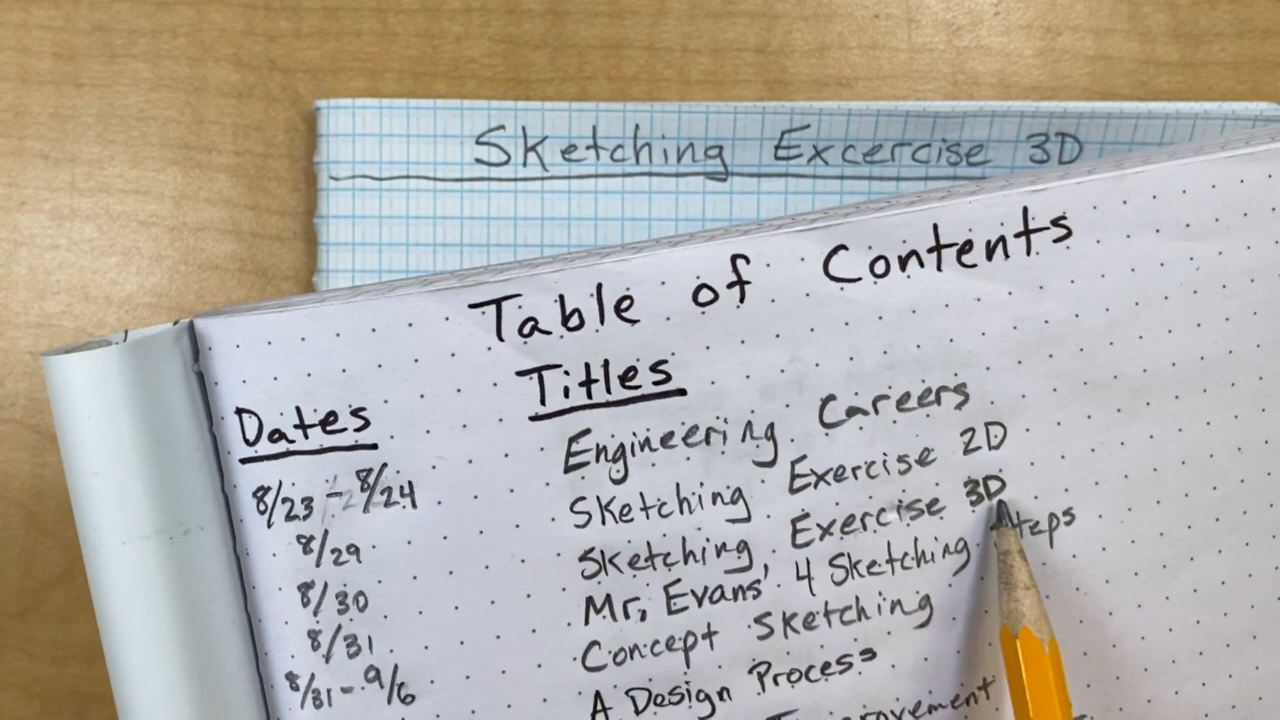 Sketching Excercise 3D
Table of Contents
Dates Titles
8/23 - 8/24 Engineering Careers
8/29 Sketching Exercise 2D
8/30 Sketching Exercise 3D
8/31 Mr. Evans' 4 Sketching Steps
8/31 - 9/6 Concept Sketching
A Design Process